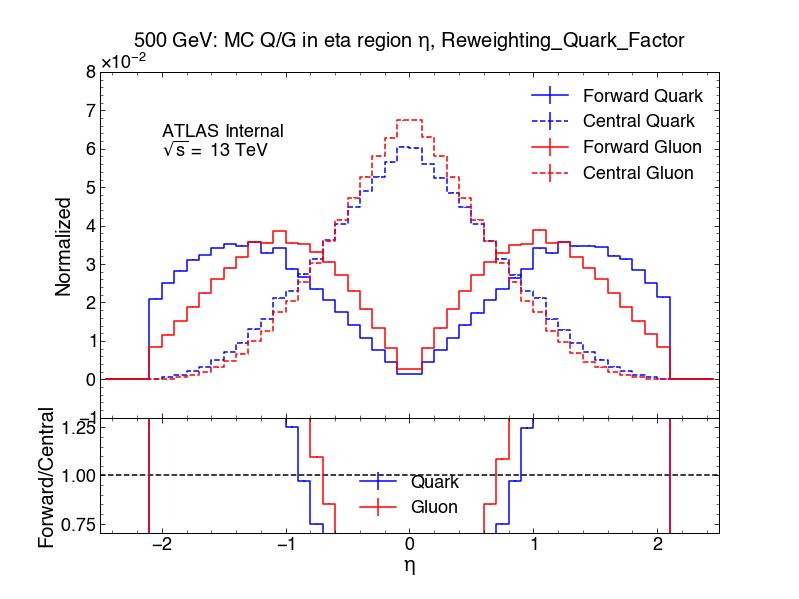 500 GeV: MC Q/G in eta region η, Reweighting_Quark_Factor
×10⁻²
8
7
6
5
4
3
2
1
0
−1
Normalized
ATLAS Internal
√s = 13 TeV
Forward Quark
Central Quark
Forward Gluon
Central Gluon
1.25
1.00
0.75
Forward/Central
Quark
Gluon
−2 −1 0 1 2
η